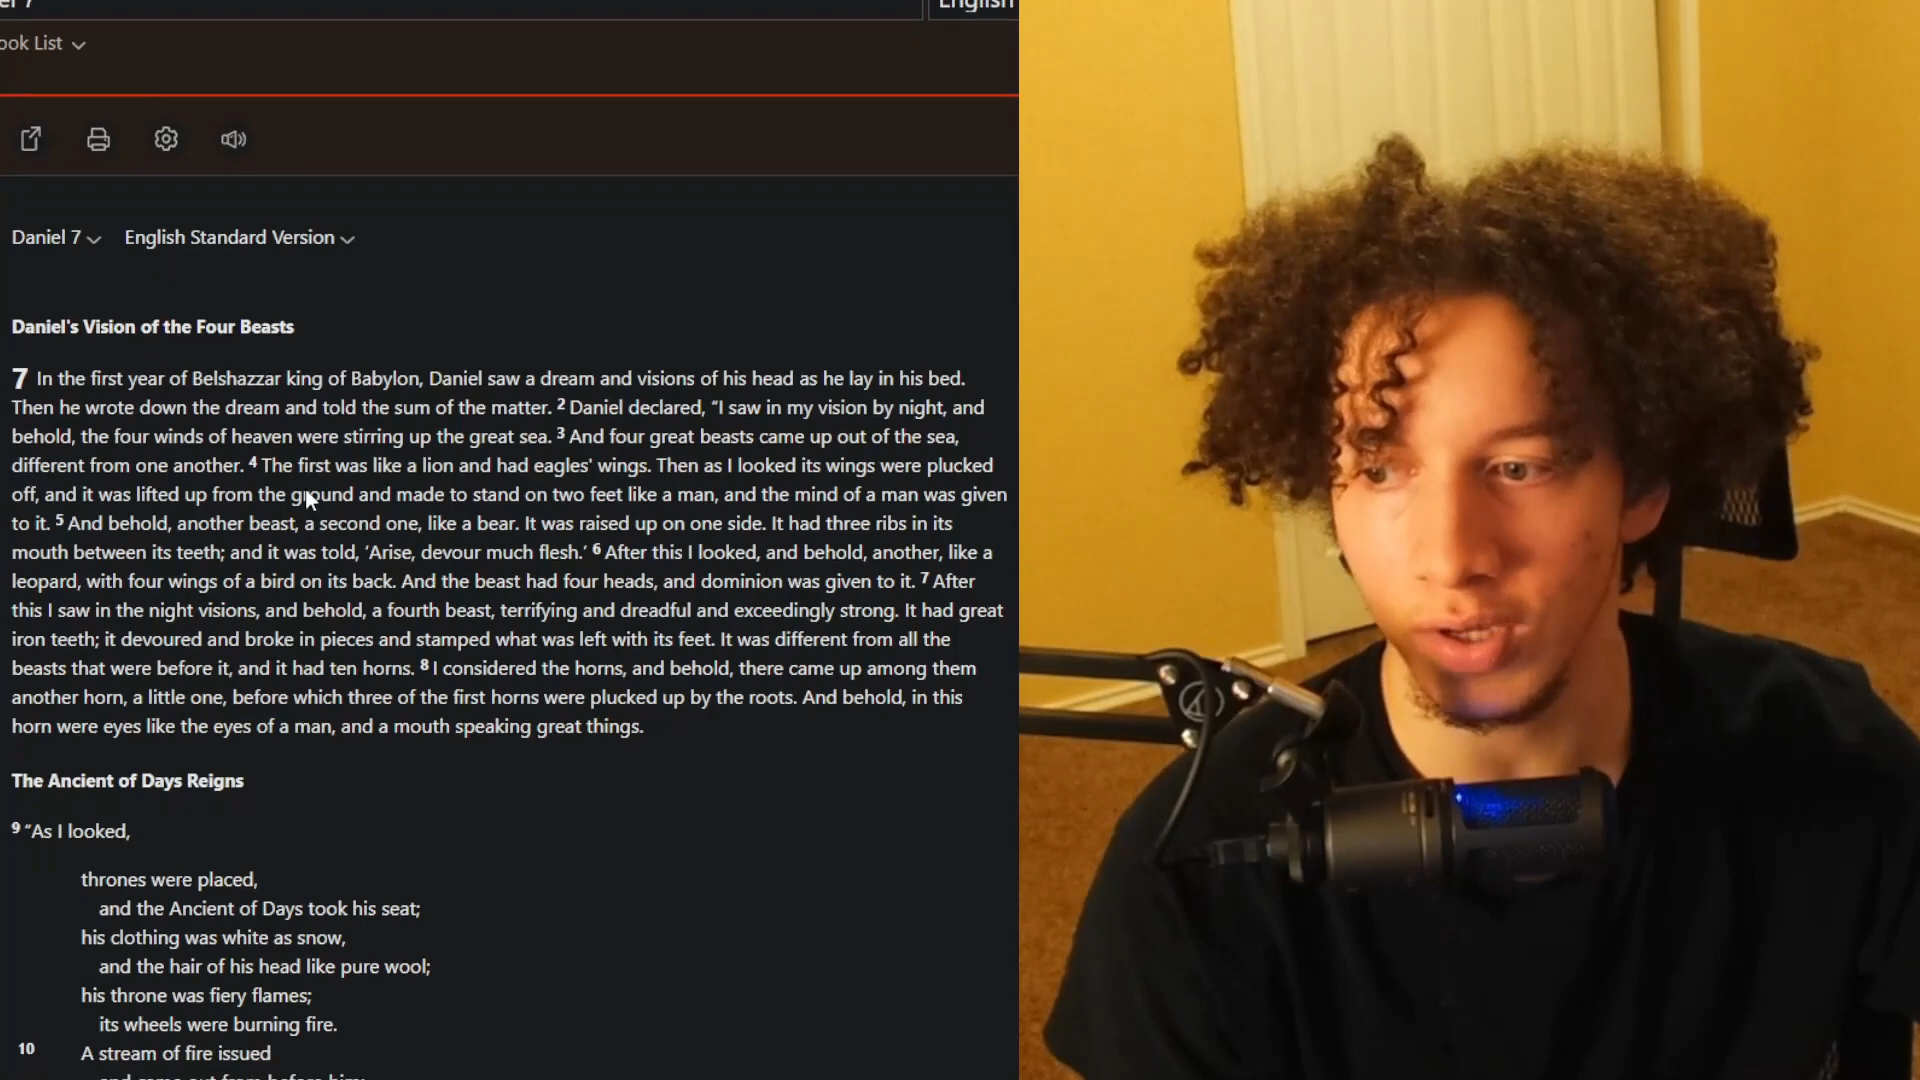 English
ook List
Daniel 7 English Standard Version
Daniel's Vision of the Four Beasts
7 In the first year of Belshazzar king of Babylon, Daniel saw a dream and visions of his head as he lay in his bed.
Then he wrote down the dream and told the sum of the matter. 2 Daniel declared, “I saw in my vision by night, and
behold, the four winds of heaven were stirring up the great sea. 3 And four great beasts came up out of the sea,
different from one another. 4 The first was like a lion and had eagles' wings. Then as I looked its wings were plucked
off, and it was lifted up from the ground and made to stand on two feet like a man, and the mind of a man was given
to it. 5 And behold, another beast, a second one, like a bear. It was raised up on one side. It had three ribs in its
mouth between its teeth; and it was told, ‘Arise, devour much flesh.’ 6 After this I looked, and behold, another, like a
leopard, with four wings of a bird on its back. And the beast had four heads, and dominion was given to it. 7 After
this I saw in the night visions, and behold, a fourth beast, terrifying and dreadful and exceedingly strong. It had great
iron teeth; it devoured and broke in pieces and stamped what was left with its feet. It was different from all the
beasts that were before it, and it had ten horns. 8 I considered the horns, and behold, there came up among them
another horn, a little one, before which three of the first horns were plucked up by the roots. And behold, in this
horn were eyes like the eyes of a man, and a mouth speaking great things.
The Ancient of Days Reigns
9 “As I looked,
thrones were placed,
and the Ancient of Days took his seat;
his clothing was white as snow,
and the hair of his head like pure wool;
his throne was fiery flames;
its wheels were burning fire.
10 A stream of fire issued